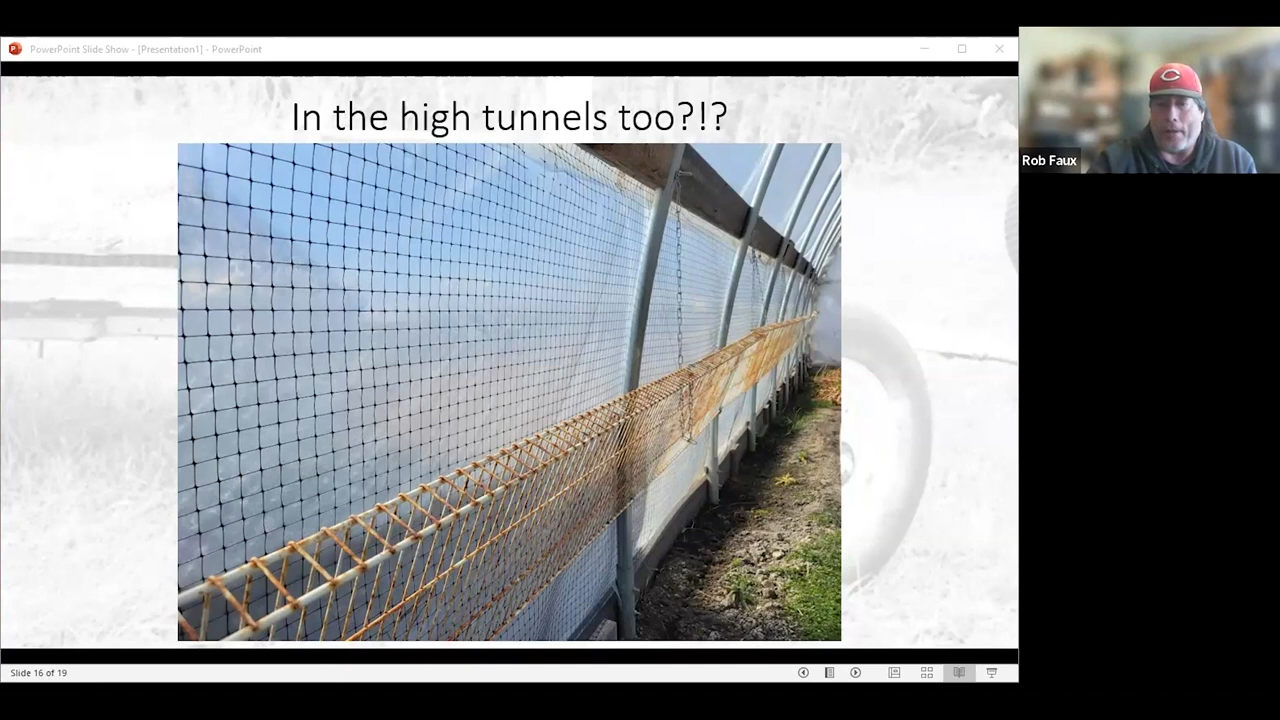 PowerPoint Slide Show - [Presentation1] - PowerPoint
In the high tunnels too?!?
Rob Faux
Slide 16 of 19